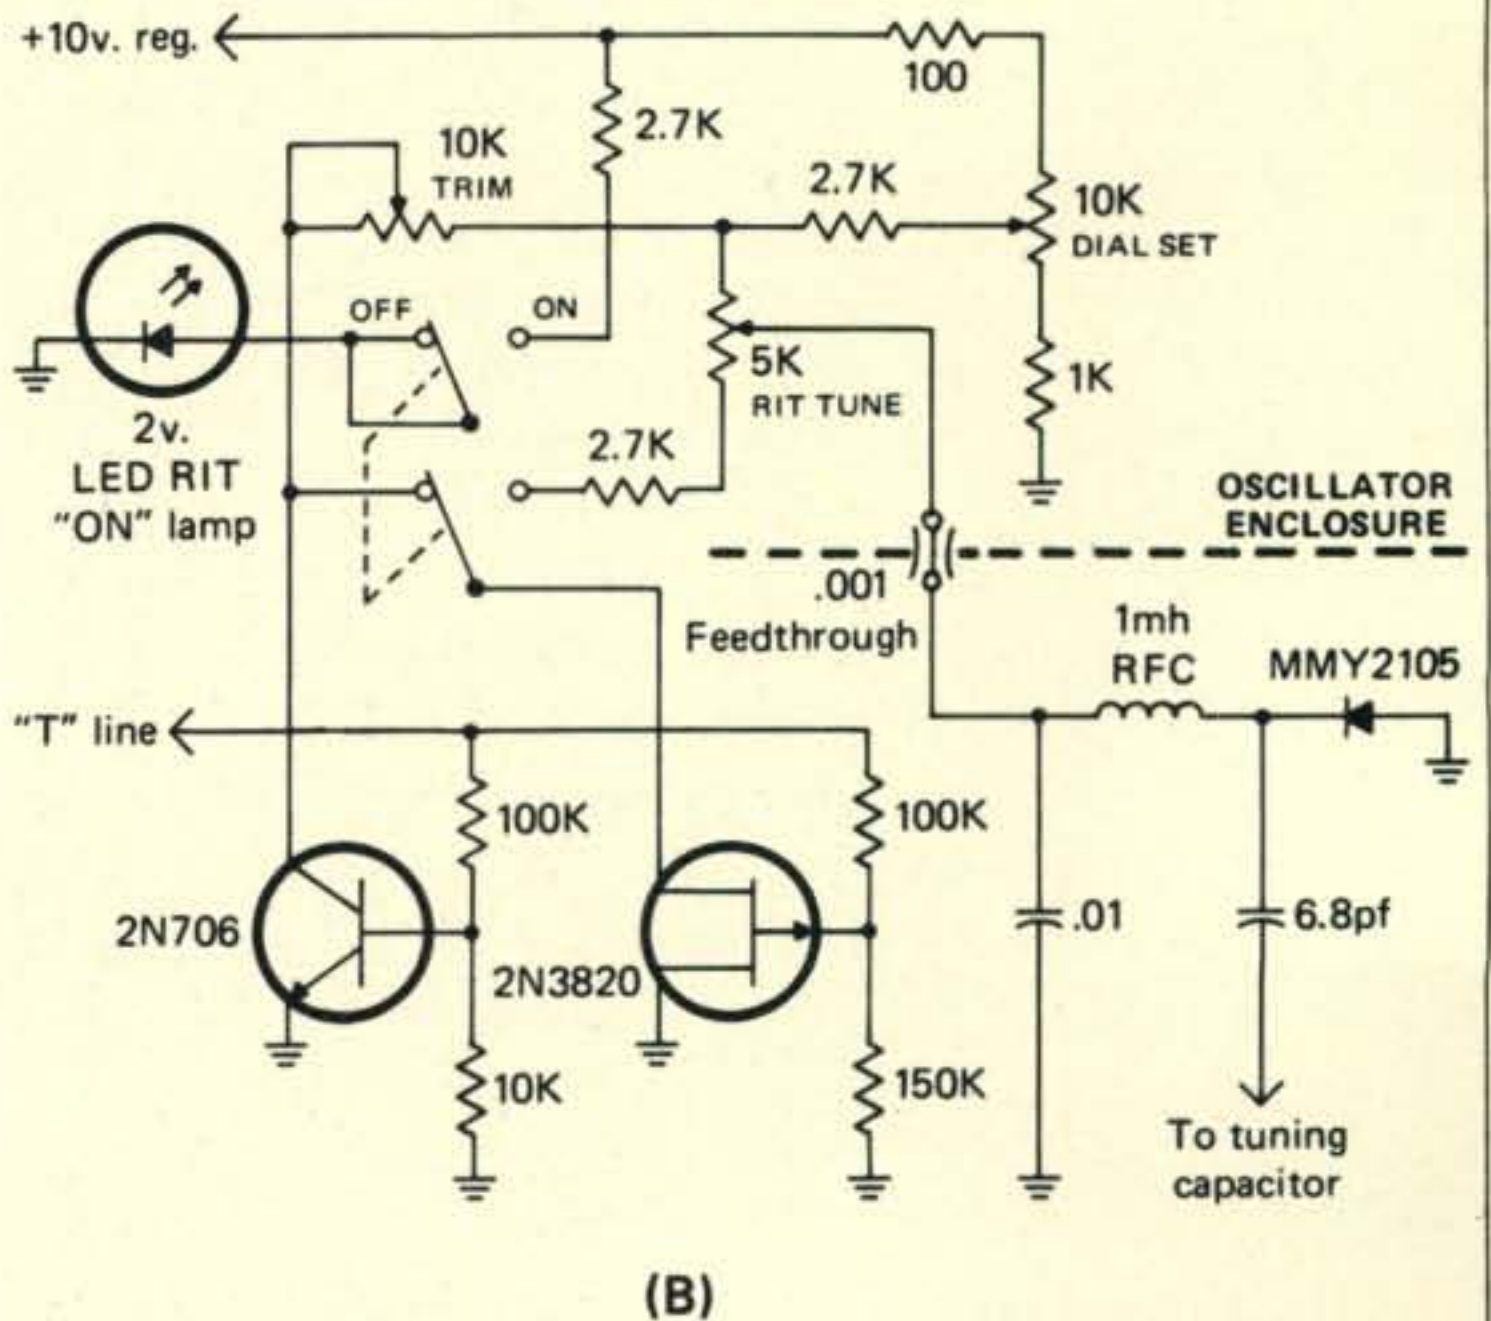 +10v. reg.
100
2.7K
10K
TRIM
2.7K
10K
DIAL SET
OFF
ON
5K
RIT TUNE
1K
2v.
LED RIT
“ON” lamp
2.7K
OSCILLATOR
ENCLOSURE
.001
Feedthrough
1mh
RFC
MMY2105
“T” line
100K
100K
2N706
2N3820
.01
6.8pf
10K
150K
To tuning
capacitor
(B)